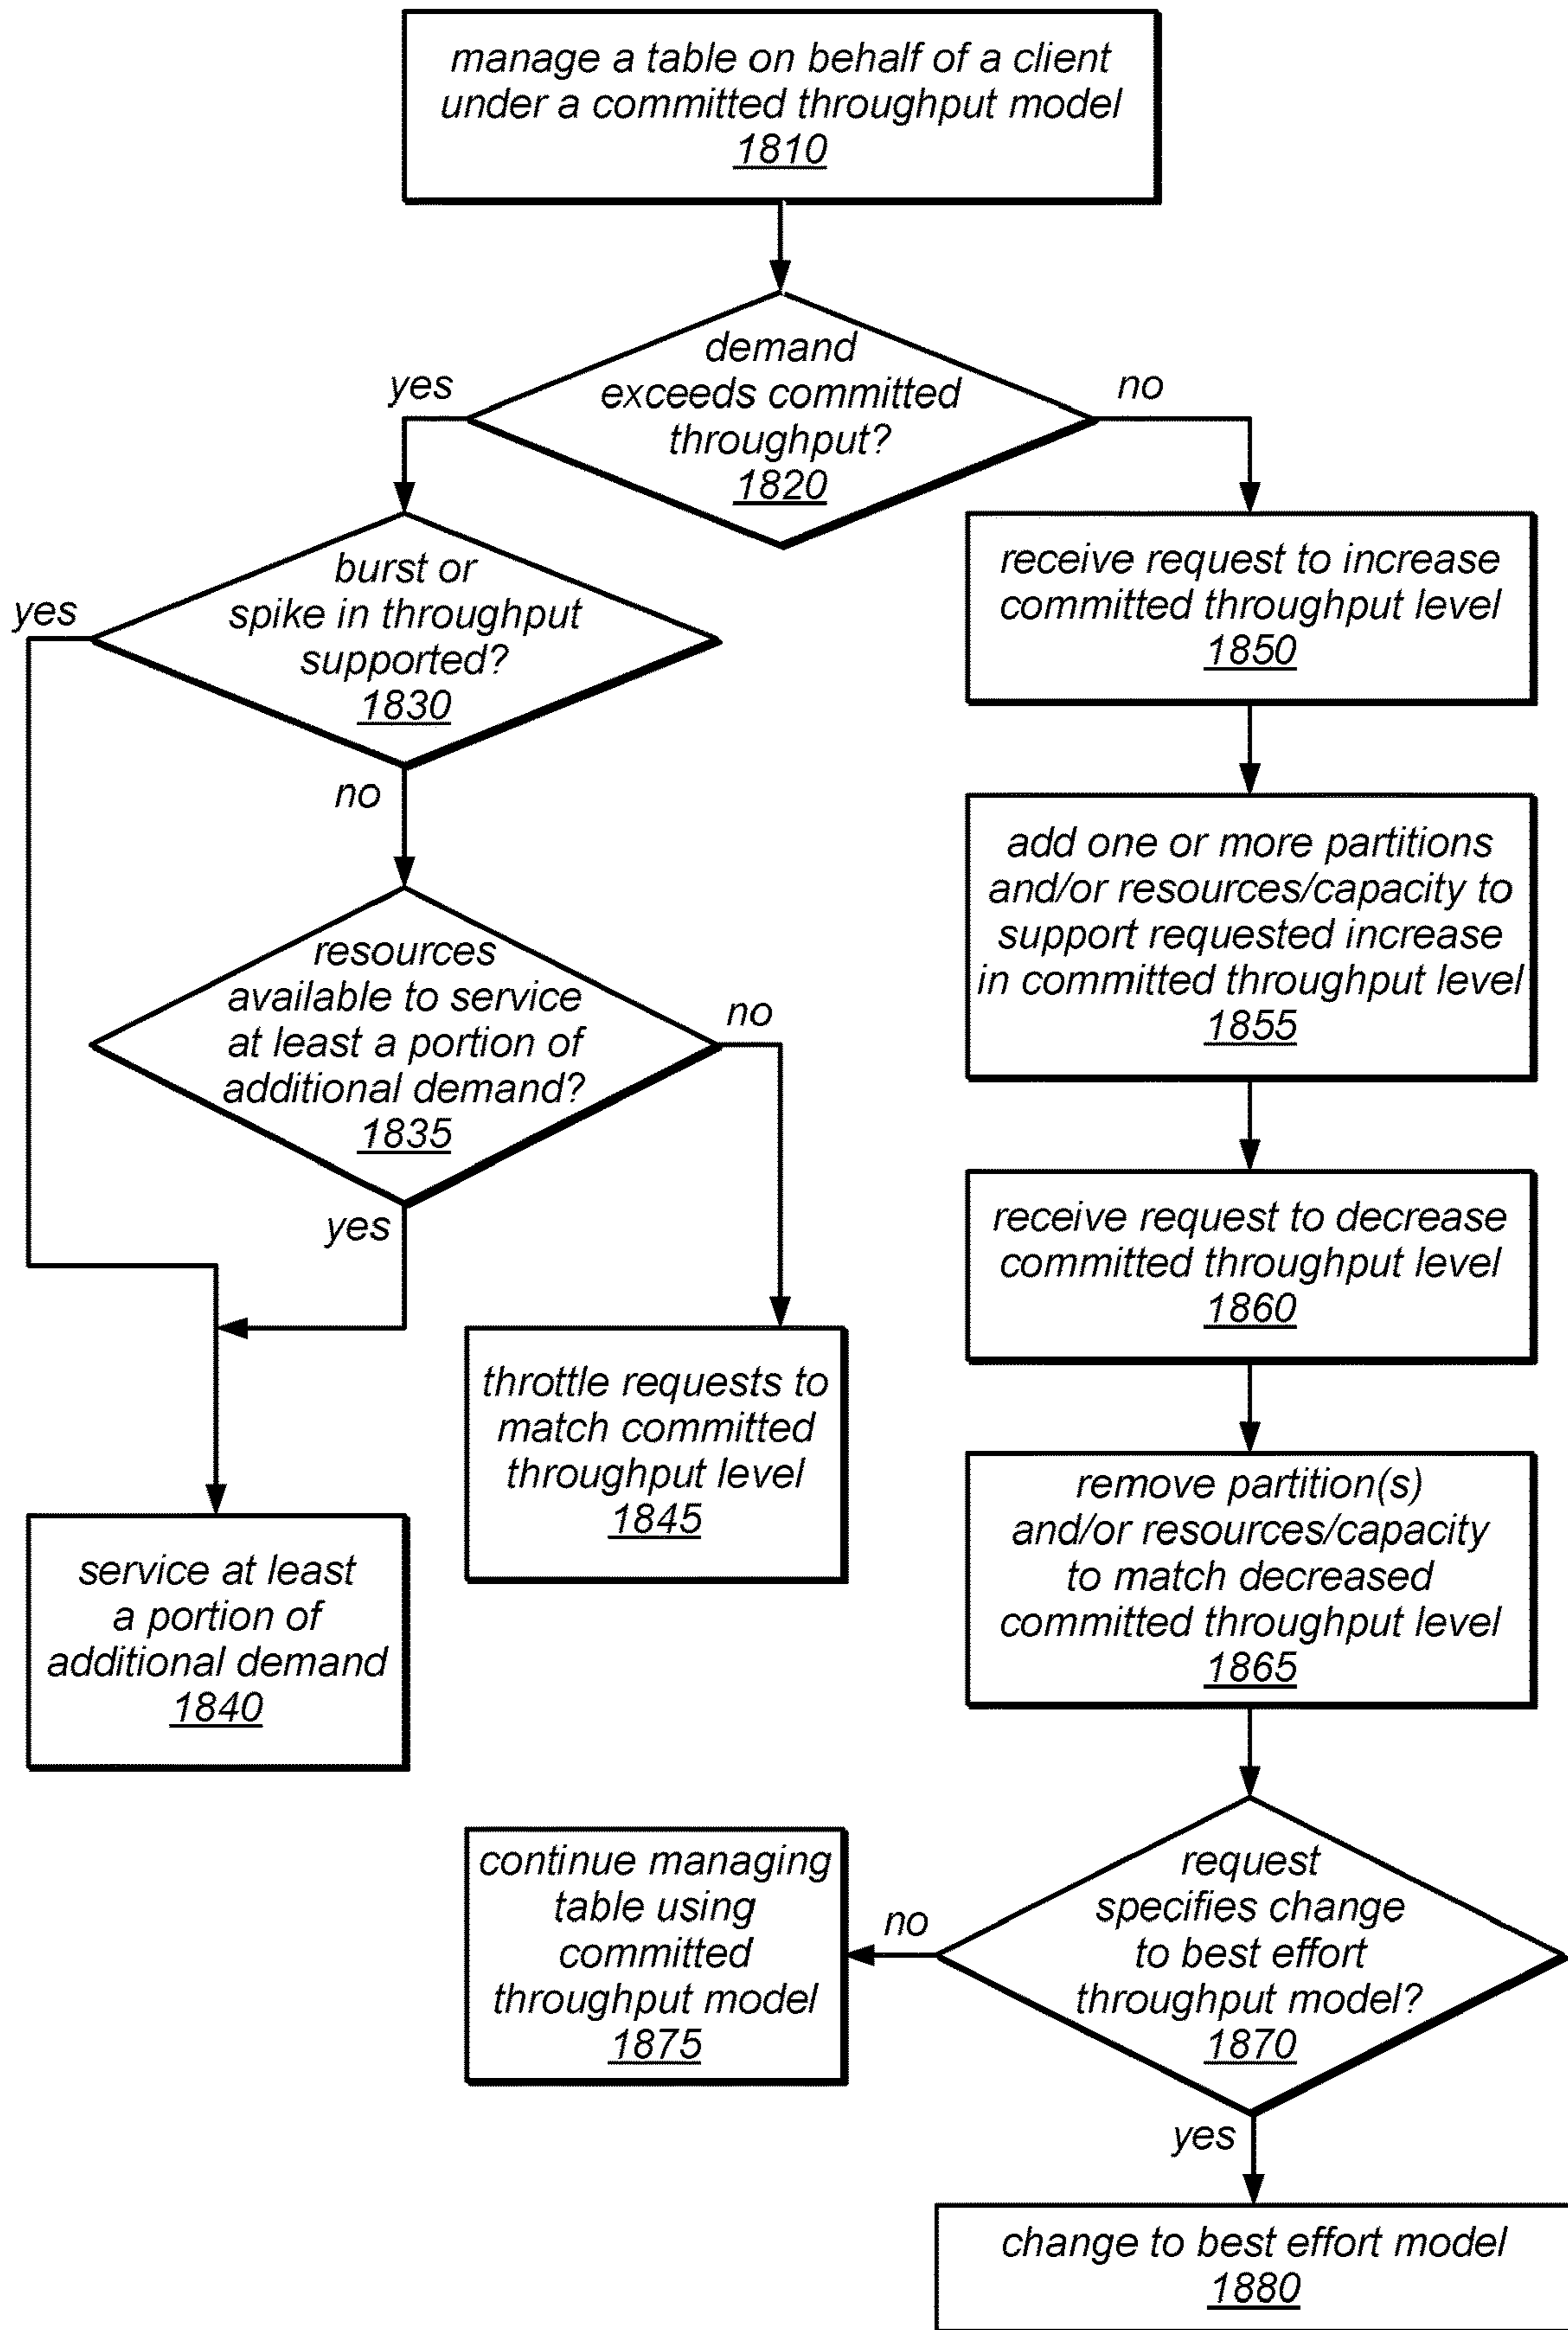 manage a table on behalf of a client
under a committed throughput model
1810
demand
exceeds committed
throughput?
1820
yes
no
burst or
spike in throughput
supported?
1830
yes
no
resources
available to service
at least a portion of
additional demand?
1835
no
yes
throttle requests to
match committed
throughput level
1845
service at least
a portion of
additional demand
1840
receive request to increase
committed throughput level
1850
add one or more partitions
and/or resources/capacity to
support requested increase
in committed throughput level
1855
receive request to decrease
committed throughput level
1860
remove partition(s)
and/or resources/capacity
to match decreased
committed throughput level
1865
request
specifies change
to best effort
throughput model?
1870
no
continue managing
table using
committed
throughput model
1875
yes
change to best effort model
1880